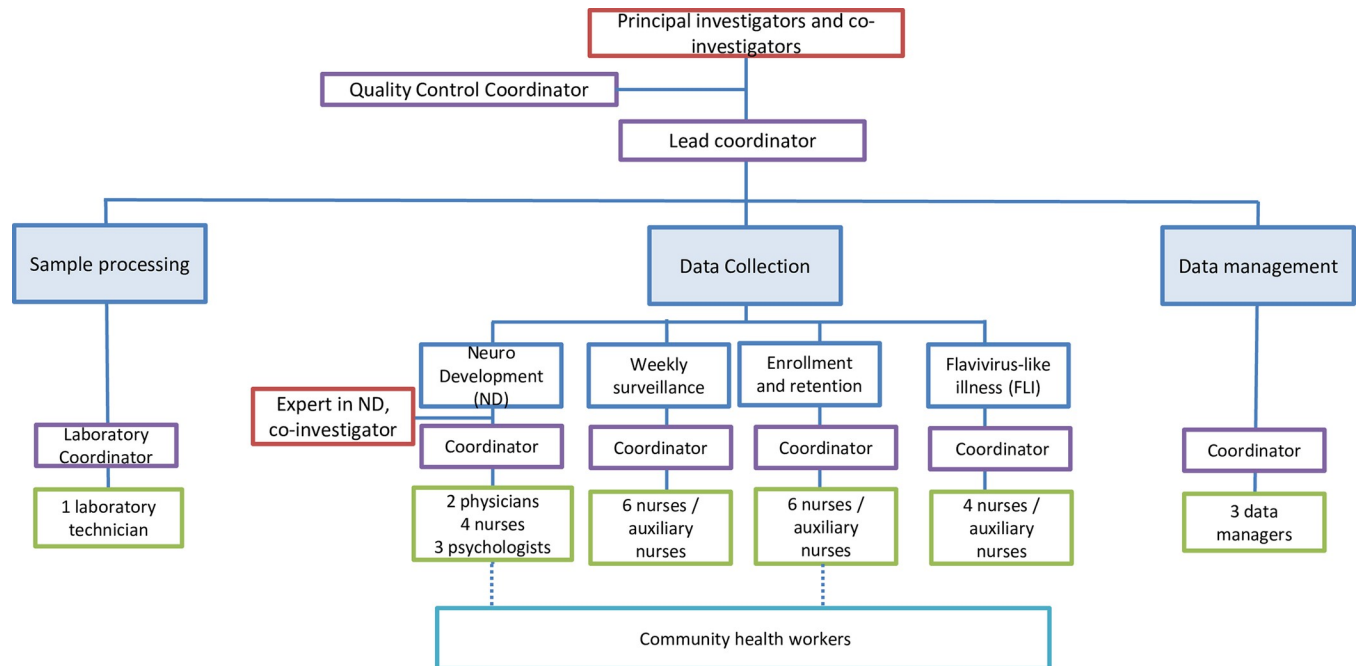 Principal investigators and co-
investigators
Quality Control Coordinator
Lead coordinator
Sample processing
Data Collection
Data management
Neuro
Development
(ND)
Weekly
surveillance
Enrollment
and retention
Flavivirus-like
illness (FLI)
Expert in ND,
co-investigator
Laboratory
Coordinator
Coordinator
Coordinator
Coordinator
Coordinator
Coordinator
1 laboratory
technician
2 physicians
4 nurses
3 psychologists
6 nurses /
auxiliary
nurses
6 nurses /
auxiliary
nurses
4 nurses /
auxiliary
nurses
3 data
managers
Community health workers